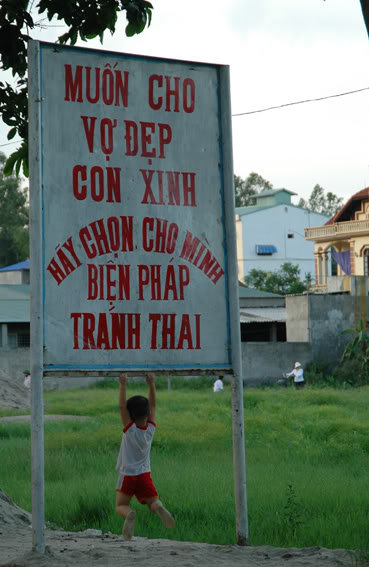 MUỐN CHO
VỢ ĐẸP
CON XINH
HÃY CHỌN CHO MÌNH
BIỆN PHÁP
TRÁNH THAI